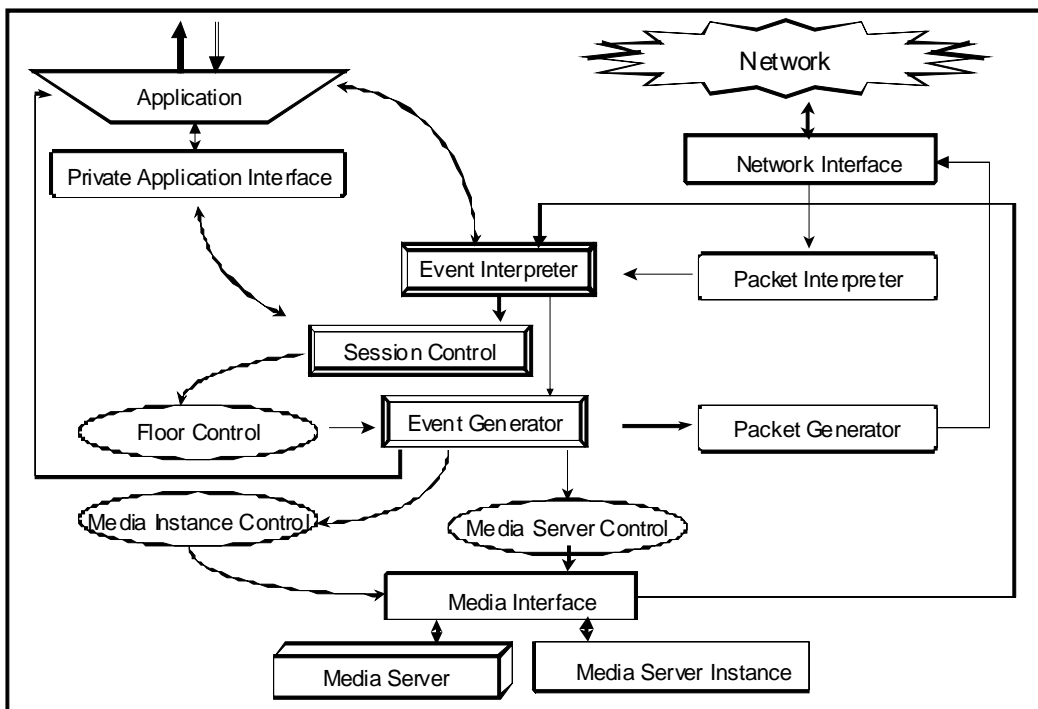 Network
Application
Network Interface
Private Application Interface
Event Interpreter
Packet Interpreter
Session Control
Floor Control
Event Generator
Packet Generator
Media Instance Control
Media Server Control
Media Interface
Media Server
Media Server Instance